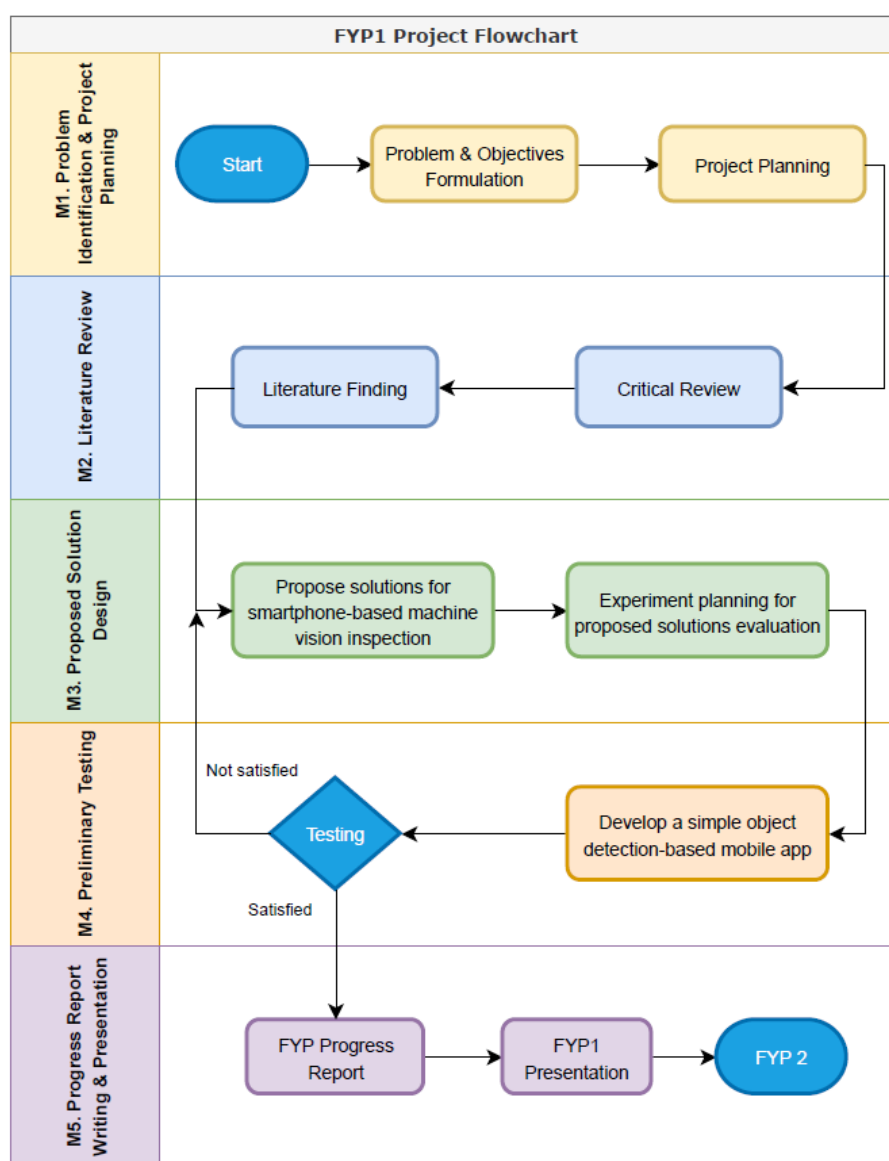 FYP1 Project Flowchart
M1. Problem
Identification & Project
Planning
Start
Problem & Objectives
Formulation
Project Planning
M2. Literature Review
Literature Finding
Critical Review
M3. Proposed Solution
Design
Propose solutions for
smartphone-based machine
vision inspection
Experiment planning for
proposed solutions evaluation
M4. Preliminary Testing
Not satisfied
Testing
Satisfied
Develop a simple object
detection-based mobile app
M5. Progress Report
Writing & Presentation
FYP Progress
Report
FYP1
Presentation
FYP 2